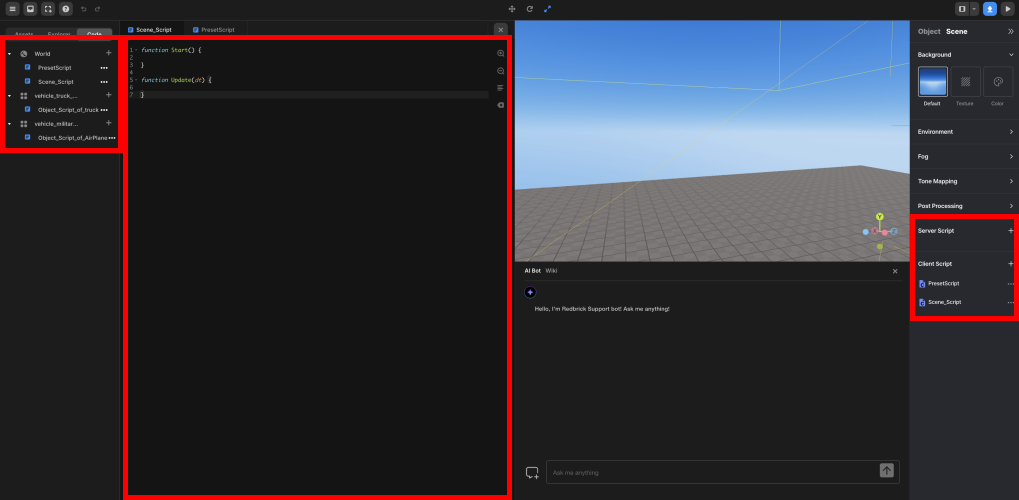 Assets Explorer Code
World
PresetScript
Scene_Script
vehicle_truck_...
Object_Script_of_truck
vehicle_militar...
Object_Script_of_AirPlane
Scene_Script PresetScript
1 function Start() {
2
3 }
4
5 function Update(dt) {
6
7 }
Y
AI Bot Wiki
Hello, I'm Redbrick Support bot! Ask me anything!
Ask me anything
Object Scene
Background
Default Texture Color
Environment
Fog
Tone Mapping
Post Processing
Server Script
Client Script
PresetScript
Scene_Script